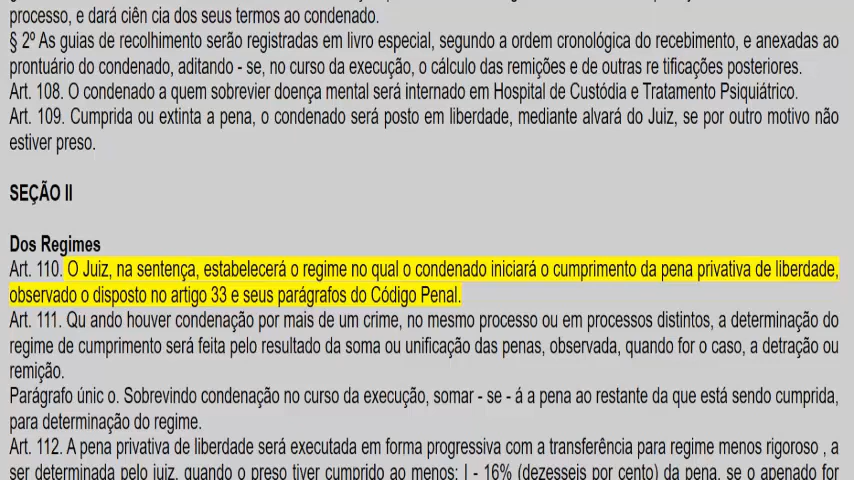 processo, e dará ciên cia dos seus termos ao condenado.
§ 2º As guias de recolhimento serão registradas em livro especial, segundo a ordem cronológica do recebimento, e anexadas ao
prontuário do condenado, aditando - se, no curso da execução, o cálculo das remições e de outras re tificações posteriores.
Art. 108. O condenado a quem sobrevier doença mental será internado em Hospital de Custódia e Tratamento Psiquiátrico.
Art. 109. Cumprida ou extinta a pena, o condenado será posto em liberdade, mediante alvará do Juiz, se por outro motivo não
estiver preso.
SEÇÃO II
Dos Regimes
Art. 110. O Juiz, na sentença, estabelecerá o regime no qual o condenado iniciará o cumprimento da pena privativa de liberdade,
observado o disposto no artigo 33 e seus parágrafos do Código Penal.
Art. 111. Qu ando houver condenação por mais de um crime, no mesmo processo ou em processos distintos, a determinação do
regime de cumprimento será feita pelo resultado da soma ou unificação das penas, observada, quando for o caso, a detração ou
remição.
Parágrafo únic o. Sobrevindo condenação no curso da execução, somar - se - á a pena ao restante da que está sendo cumprida,
para determinação do regime.
Art. 112. A pena privativa de liberdade será executada em forma progressiva com a transferência para regime menos rigoroso , a
ser determinada pelo juiz, quando o preso tiver cumprido ao menos: I - 16% (dezesseis por cento) da pena, se o apenado for